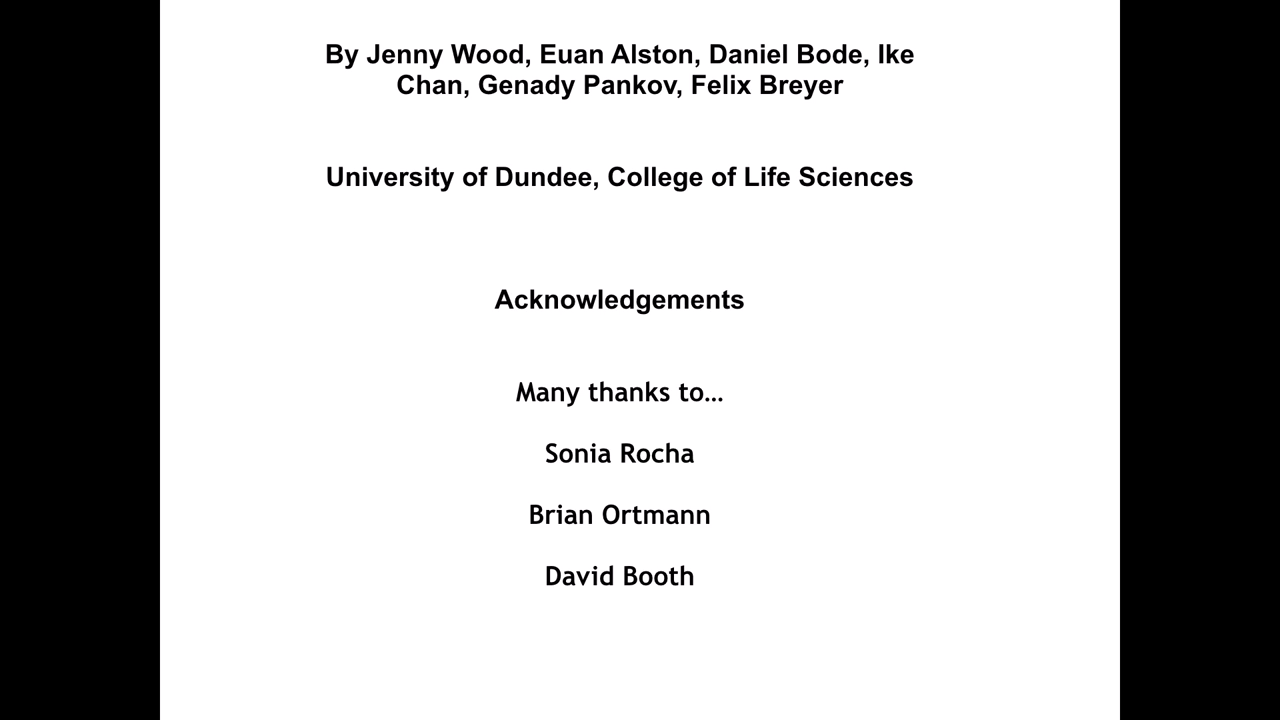 By Jenny Wood, Euan Alston, Daniel Bode, Ike
Chan, Genady Pankov, Felix Breyer
University of Dundee, College of Life Sciences
Acknowledgements
Many thanks to…
Sonia Rocha
Brian Ortmann
David Booth